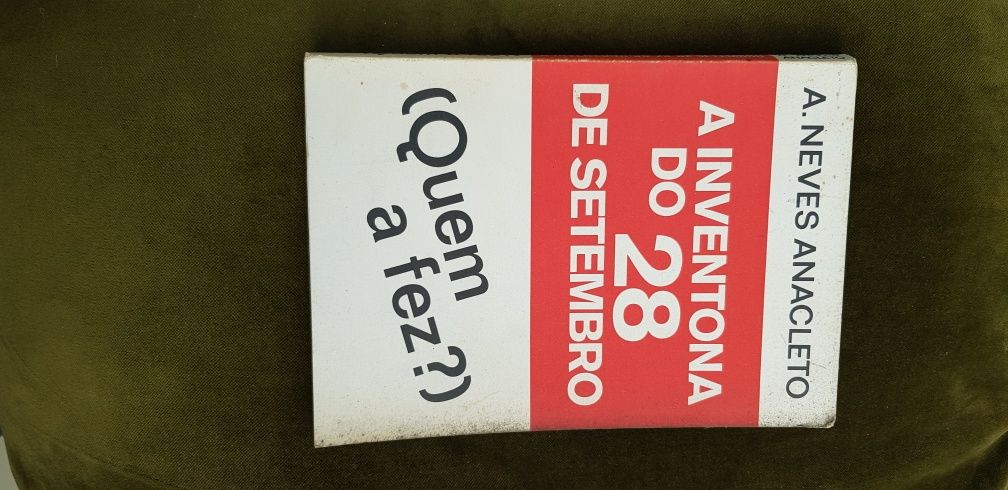 A. NEVES ANACLETO
A INVENTONA
DO 28
DE SETEMBRO
(Quem
a fez?)